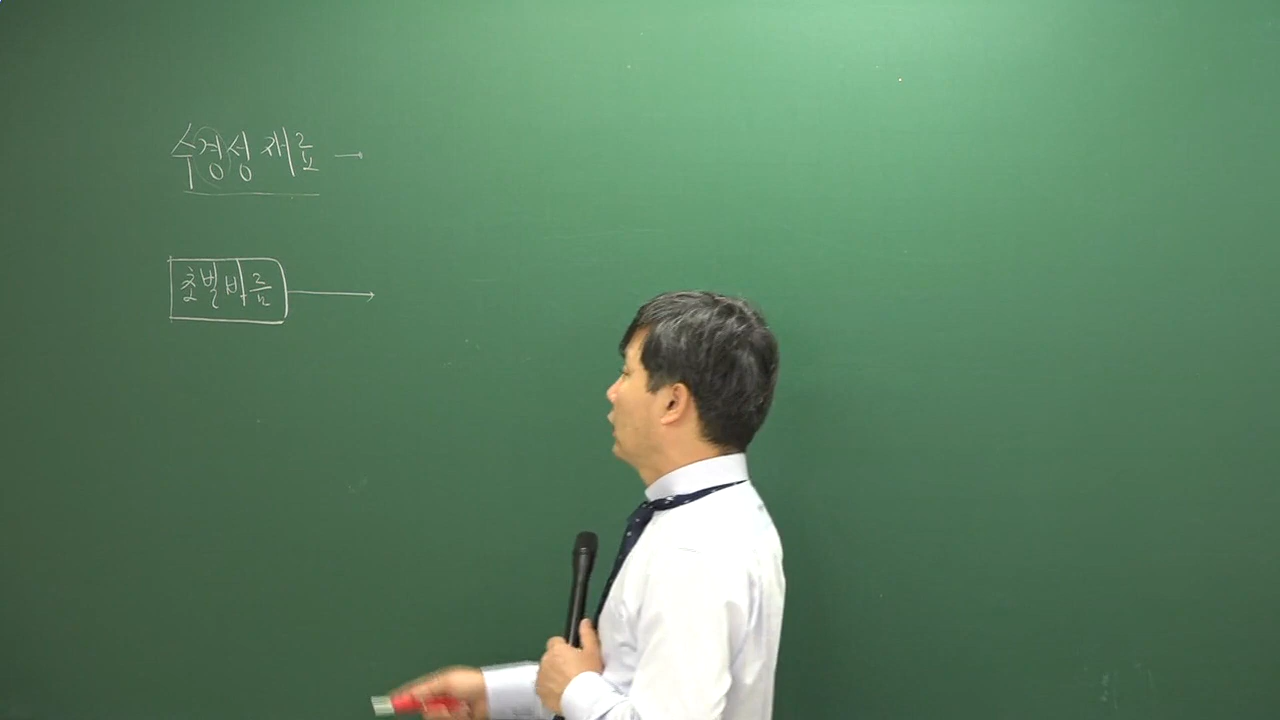 수경성 재료 →
초벌바름 →